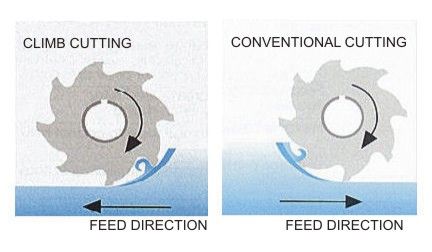 CLIMB CUTTING
FEED DIRECTION
CONVENTIONAL CUTTING
FEED DIRECTION